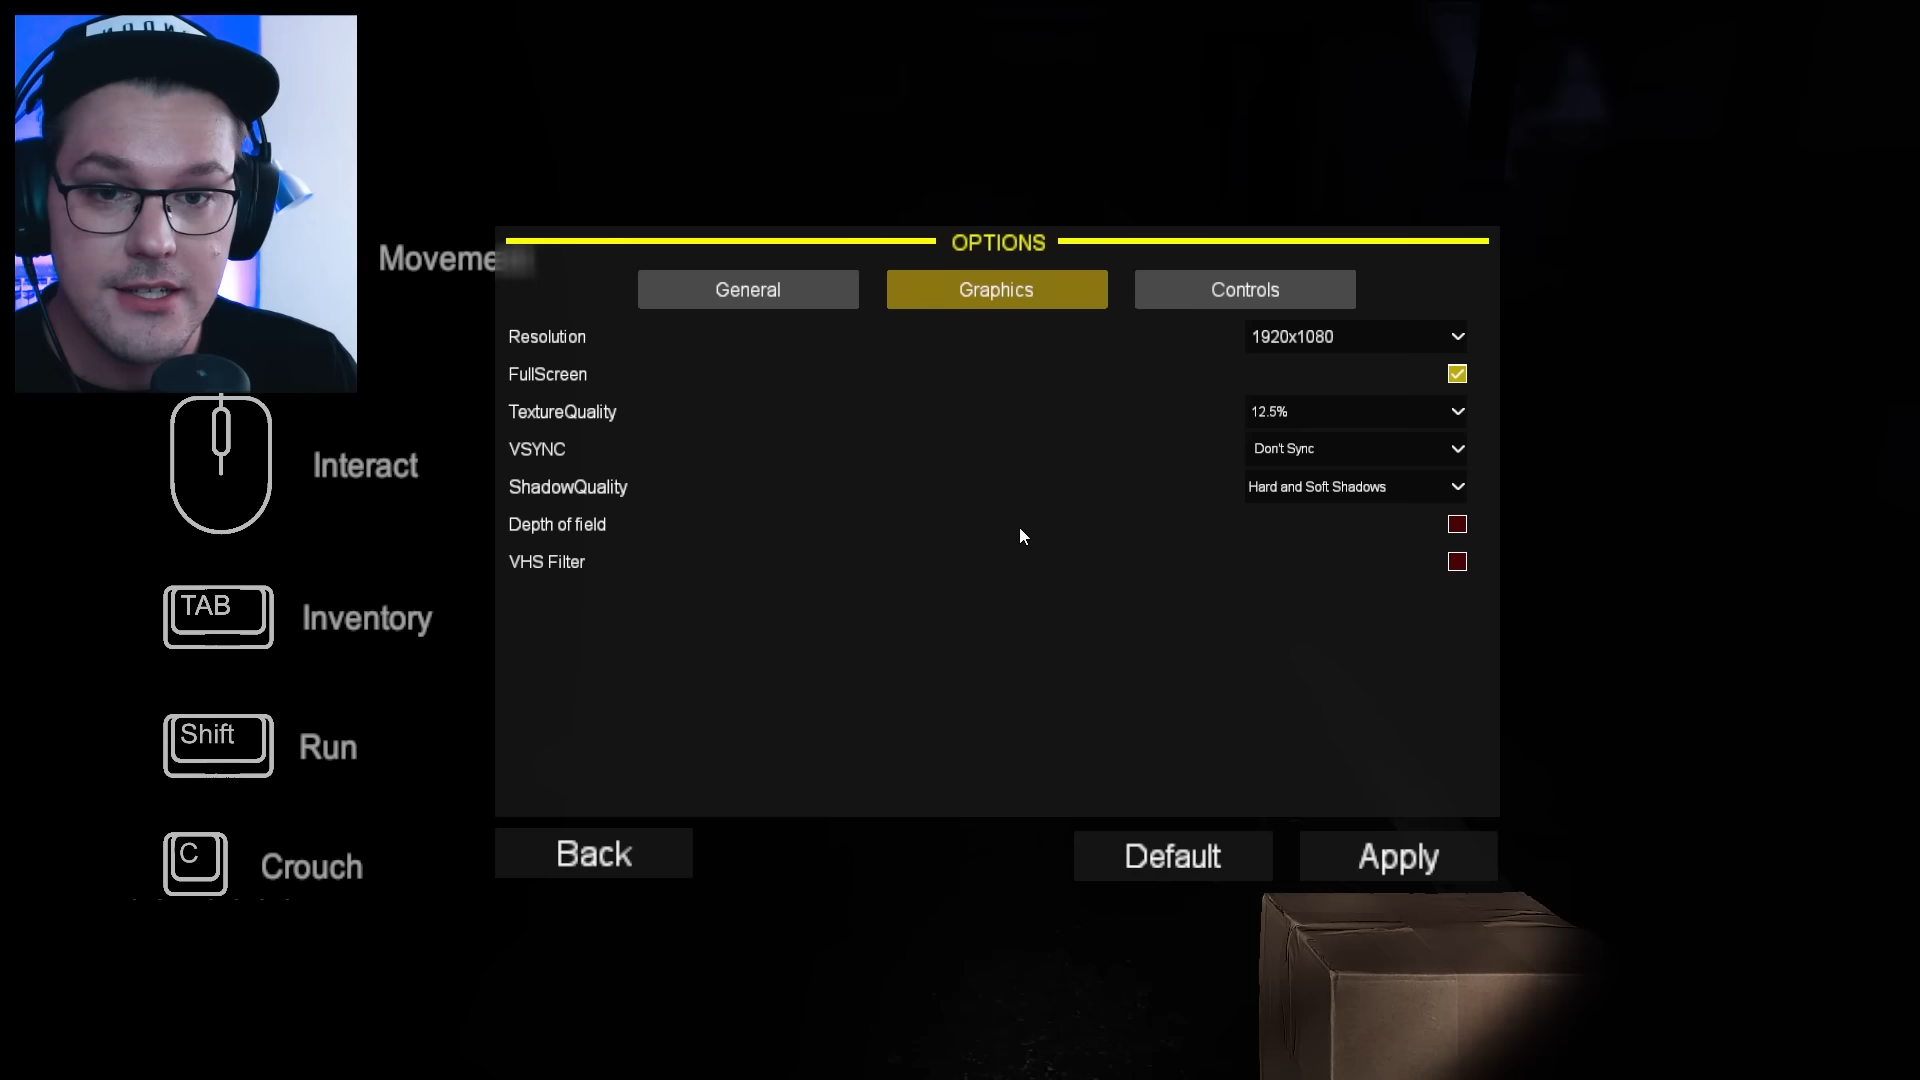 Moveme
OPTIONS
General
Graphics
Controls
Resolution
1920x1080
FullScreen
TextureQuality
12.5%
VSYNC
Don't Sync
ShadowQuality
Hard and Soft Shadows
Depth of field
VHS Filter
Interact
TAB
Inventory
Shift
Run
C
Crouch
Back
Default
Apply